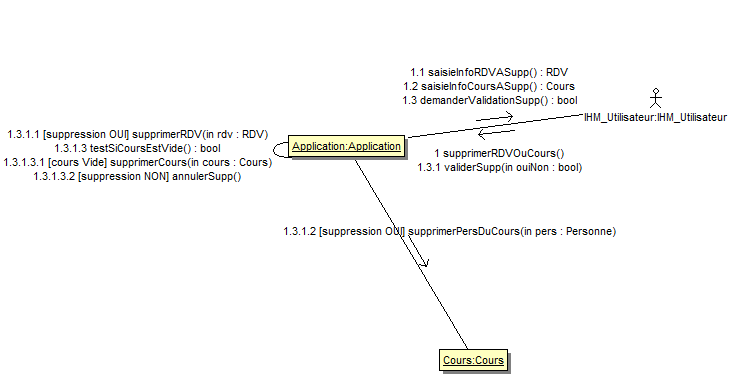 1.1 saisieInfoRDVASupp() : RDV
1.2 saisieInfoCoursASupp() : Cours
1.3 demanderValidationSupp() : bool
IHM_Utilisateur:IHM_Utilisateur
1.3.1.1 [suppression OUI] supprimerRDV(in rdv : RDV)
1.3.1.3 testSiCoursEstVide() : bool
1.3.1.3.1 [cours Vide] supprimerCours(in cours : Cours)
1.3.1.3.2 [suppression NON] annulerSupp()
Application:Application
1 supprimerRDVOuCours()
1.3.1 validerSupp(in ouiNon : bool)
1.3.1.2 [suppression OUI] supprimerPersDuCours(in pers : Personne)
Cours:Cours